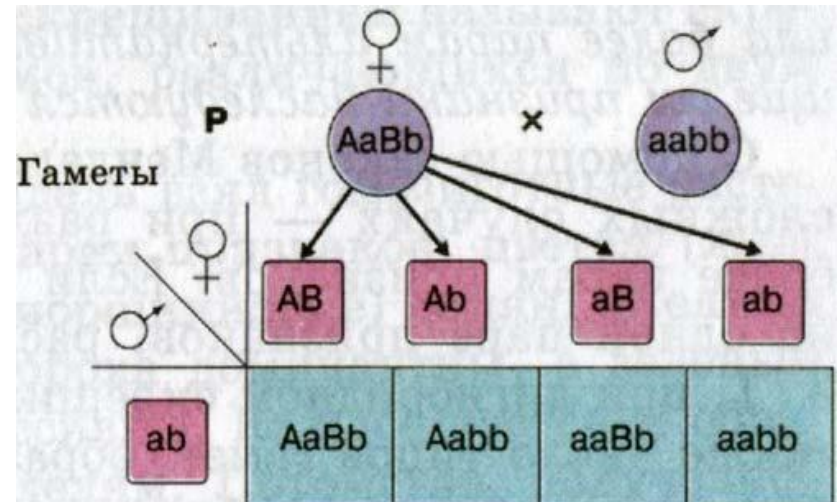 ♀ ♂
P AaBb × aabb
Гаметы
♀
♂ AB Ab aB ab
ab AaBb Aabb aaBb aabb